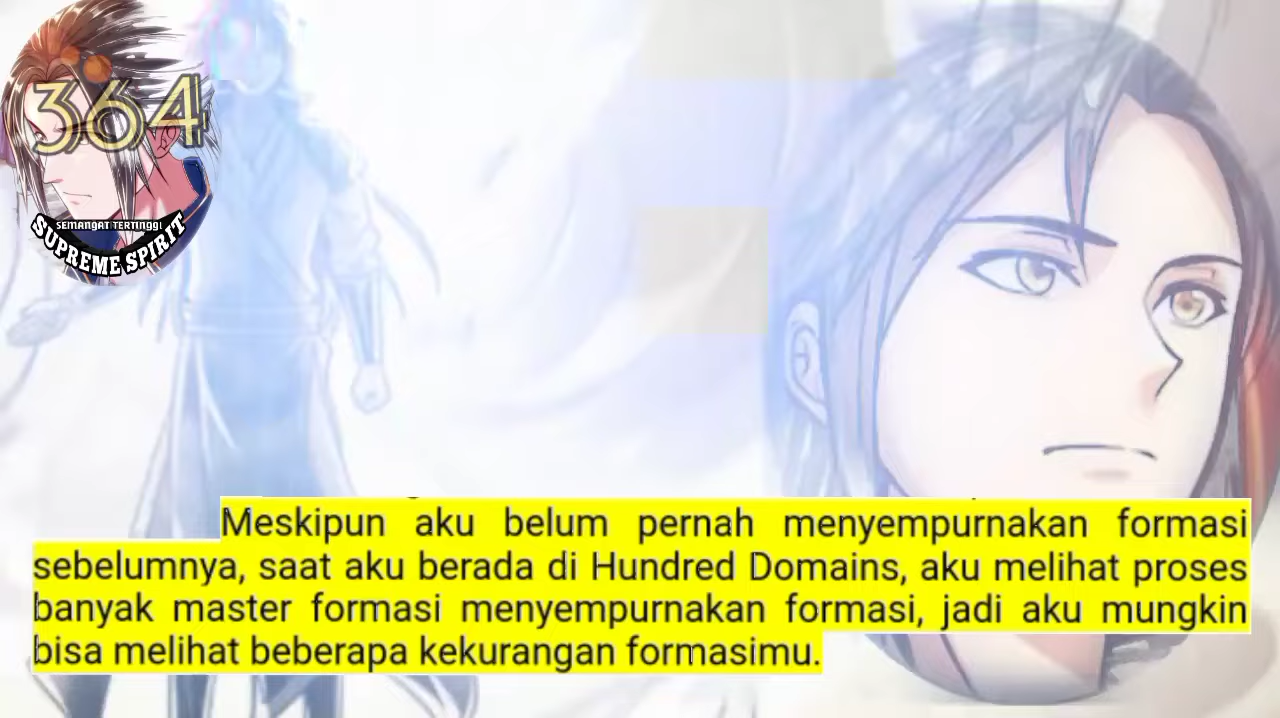 364
SEMANGAT TERTINGGI
SUPREME SPIRIT
Meskipun aku belum pernah menyempurnakan formasi
sebelumnya, saat aku berada di Hundred Domains, aku melihat proses
banyak master formasi menyempurnakan formasi, jadi aku mungkin
bisa melihat beberapa kekurangan formasimu.